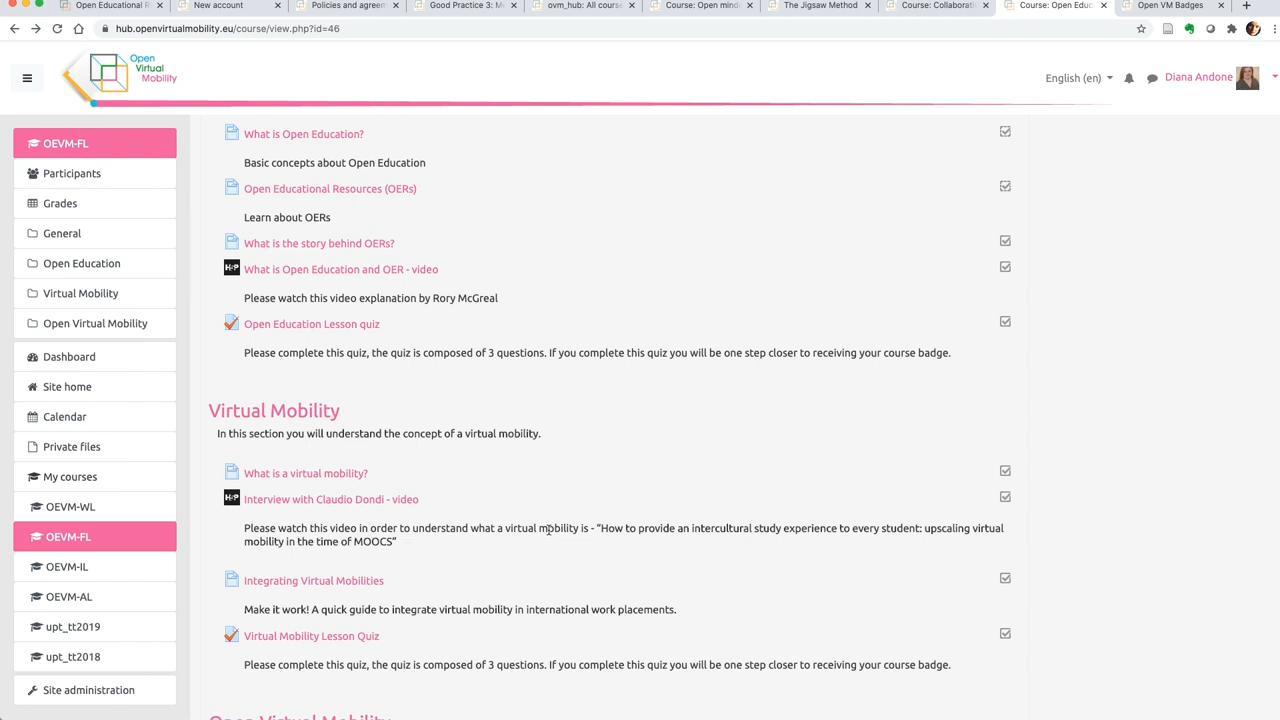 Open Educational R
New account
Policies and agreem
Good Practice 3: M
ovm_hub: All course
Course: Open mind
The Jigsaw Method
Course: Collaborati
Course: Open Educ
Open VM Badges
hub.openvirtualmobility.eu/course/view.php?id=46
Open
Virtual
Mobility
English (en)
Diana Andone
OEVM-FL
Participants
Grades
General
Open Education
Virtual Mobility
Open Virtual Mobility
Dashboard
Site home
Calendar
Private files
My courses
OEVM-WL
OEVM-FL
OEVM-IL
OEVM-AL
upt_tt2019
upt_tt2018
Site administration
What is Open Education?
Basic concepts about Open Education
Open Educational Resources (OERs)
Learn about OERs
What is the story behind OERs?
H5P What is Open Education and OER - video
Please watch this video explanation by Rory McGreal
Open Education Lesson quiz
Please complete this quiz, the quiz is composed of 3 questions. If you complete this quiz you will be one step closer to receiving your course badge.
Virtual Mobility
In this section you will understand the concept of a virtual mobility.
What is a virtual mobility?
H5P Interview with Claudio Dondi - video
Please watch this video in order to understand what a virtual mobility is - “How to provide an intercultural study experience to every student: upscaling virtual
mobility in the time of MOOCS”
Integrating Virtual Mobilities
Make it work! A quick guide to integrate virtual mobility in international work placements.
Virtual Mobility Lesson Quiz
Please complete this quiz, the quiz is composed of 3 questions. If you complete this quiz you will be one step closer to receiving your course badge.
Open Virtual Mobility